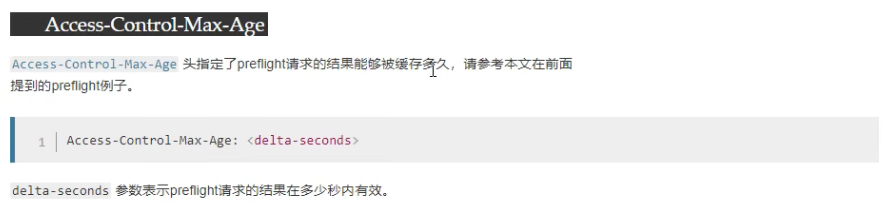 Access-Control-Max-Age
Access-Control-Max-Age 头指定了preflight请求的结果能够被缓存多久，请参考本文在前面
提到的preflight例子。
1 Access-Control-Max-Age: <delta-seconds>
delta-seconds 参数表示preflight请求的结果在多少秒内有效。